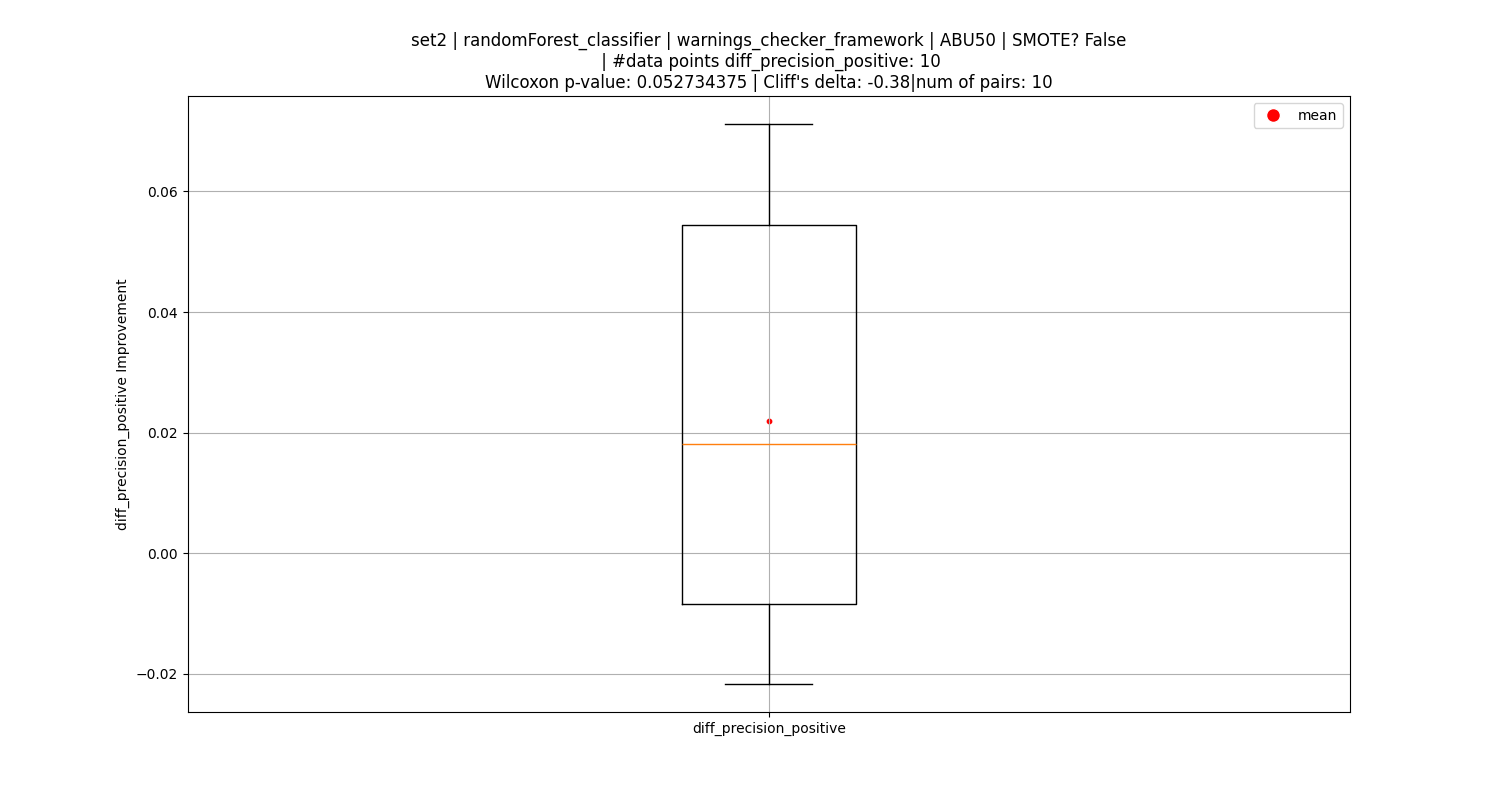 set2 | randomForest_classifier | warnings_checker_framework | ABU50 | SMOTE? False
| #data points diff_precision_positive: 10
Wilcoxon p-value: 0.052734375 | Cliff's delta: -0.38|num of pairs: 10
mean
0.06
0.04
0.02
0.00
−0.02
diff_precision_positive Improvement
diff_precision_positive